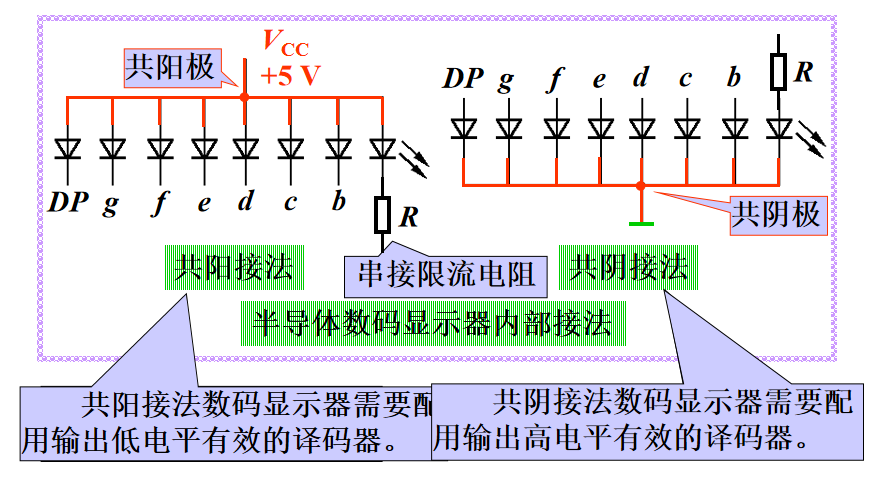 共阳极
VCC
+5 V
DP g f e d c b
R
DP g f e d c b
R
共阴极
共阳接法
串接限流电阻
共阴接法
半导体数码显示器内部接法
共阳接法数码显示器需要配
用输出低电平有效的译码器。
共阴接法数码显示器需要配
用输出高电平有效的译码器。